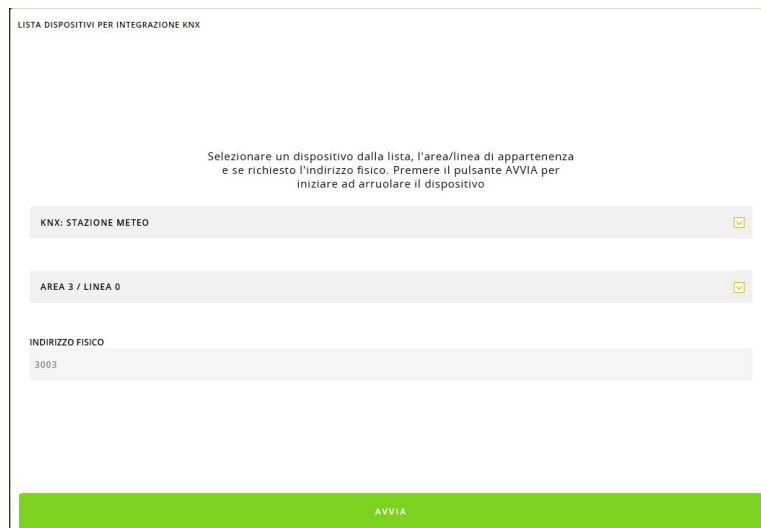 LISTA DISPOSITIVI PER INTEGRAZIONE KNX
Selezionare un dispositivo dalla lista, l'area/linea di appartenenza
e se richiesto l'indirizzo fisico. Premere il pulsante AVVIA per
iniziare ad arruolare il dispositivo
KNX: STAZIONE METEO
AREA 3 / LINEA 0
INDIRIZZO FISICO
3003
AVVIA